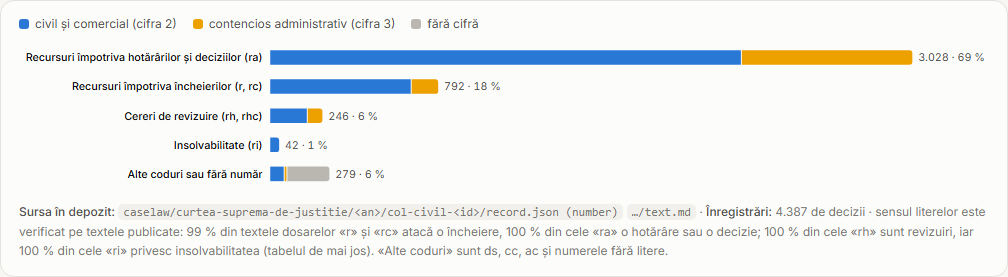 civil și comercial (cifra 2) contencios administrativ (cifra 3) fără cifră
Recursuri împotriva hotărârilor și deciziilor (ra) 3.028 · 69 %
Recursuri împotriva încheierilor (r, rc) 792 · 18 %
Cereri de revizuire (rh, rhc) 246 · 6 %
Insolvabilitate (ri) 42 · 1 %
Alte coduri sau fără număr 279 · 6 %
Sursa în depozit: caselaw/curtea-suprema-de-justitie/<an>/col-civil-<id>/record.json (number) …/text.md · Înregistrări: 4.387 de decizii · sensul literelor este
verificat pe textele publicate: 99 % din textele dosarelor «r» și «rc» atacă o încheiere, 100 % din cele «ra» o hotărâre sau o decizie; 100 % din cele «rh» sunt revizuiri, iar
100 % din cele «ri» privesc insolvabilitatea (tabelul de mai jos). «Alte coduri» sunt ds, cc, ac și numerele fără litere.